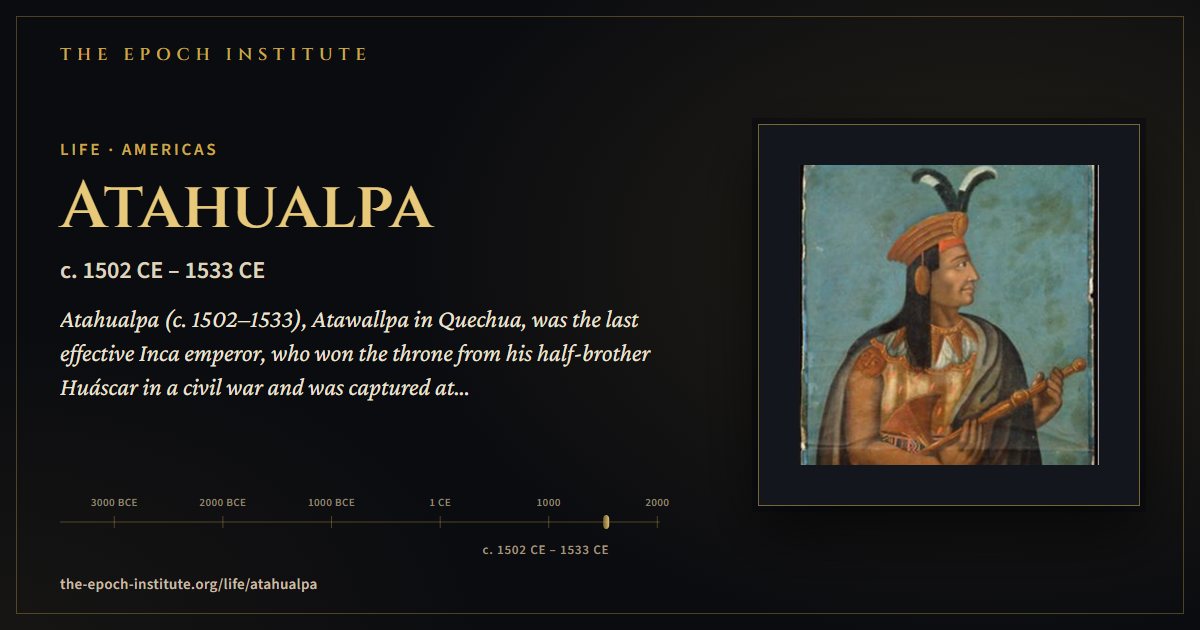 THE EPOCH INSTITUTE
LIFE · AMERICAS
ATAHUALPA
c. 1502 CE – 1533 CE
Atahualpa (c. 1502–1533), Atawallpa in Quechua, was the last
effective Inca emperor, who won the throne from his half-brother
Huáscar in a civil war and was captured at...
3000 BCE 2000 BCE 1000 BCE 1 CE 1000 2000
c. 1502 CE – 1533 CE
the-epoch-institute.org/life/atahualpa